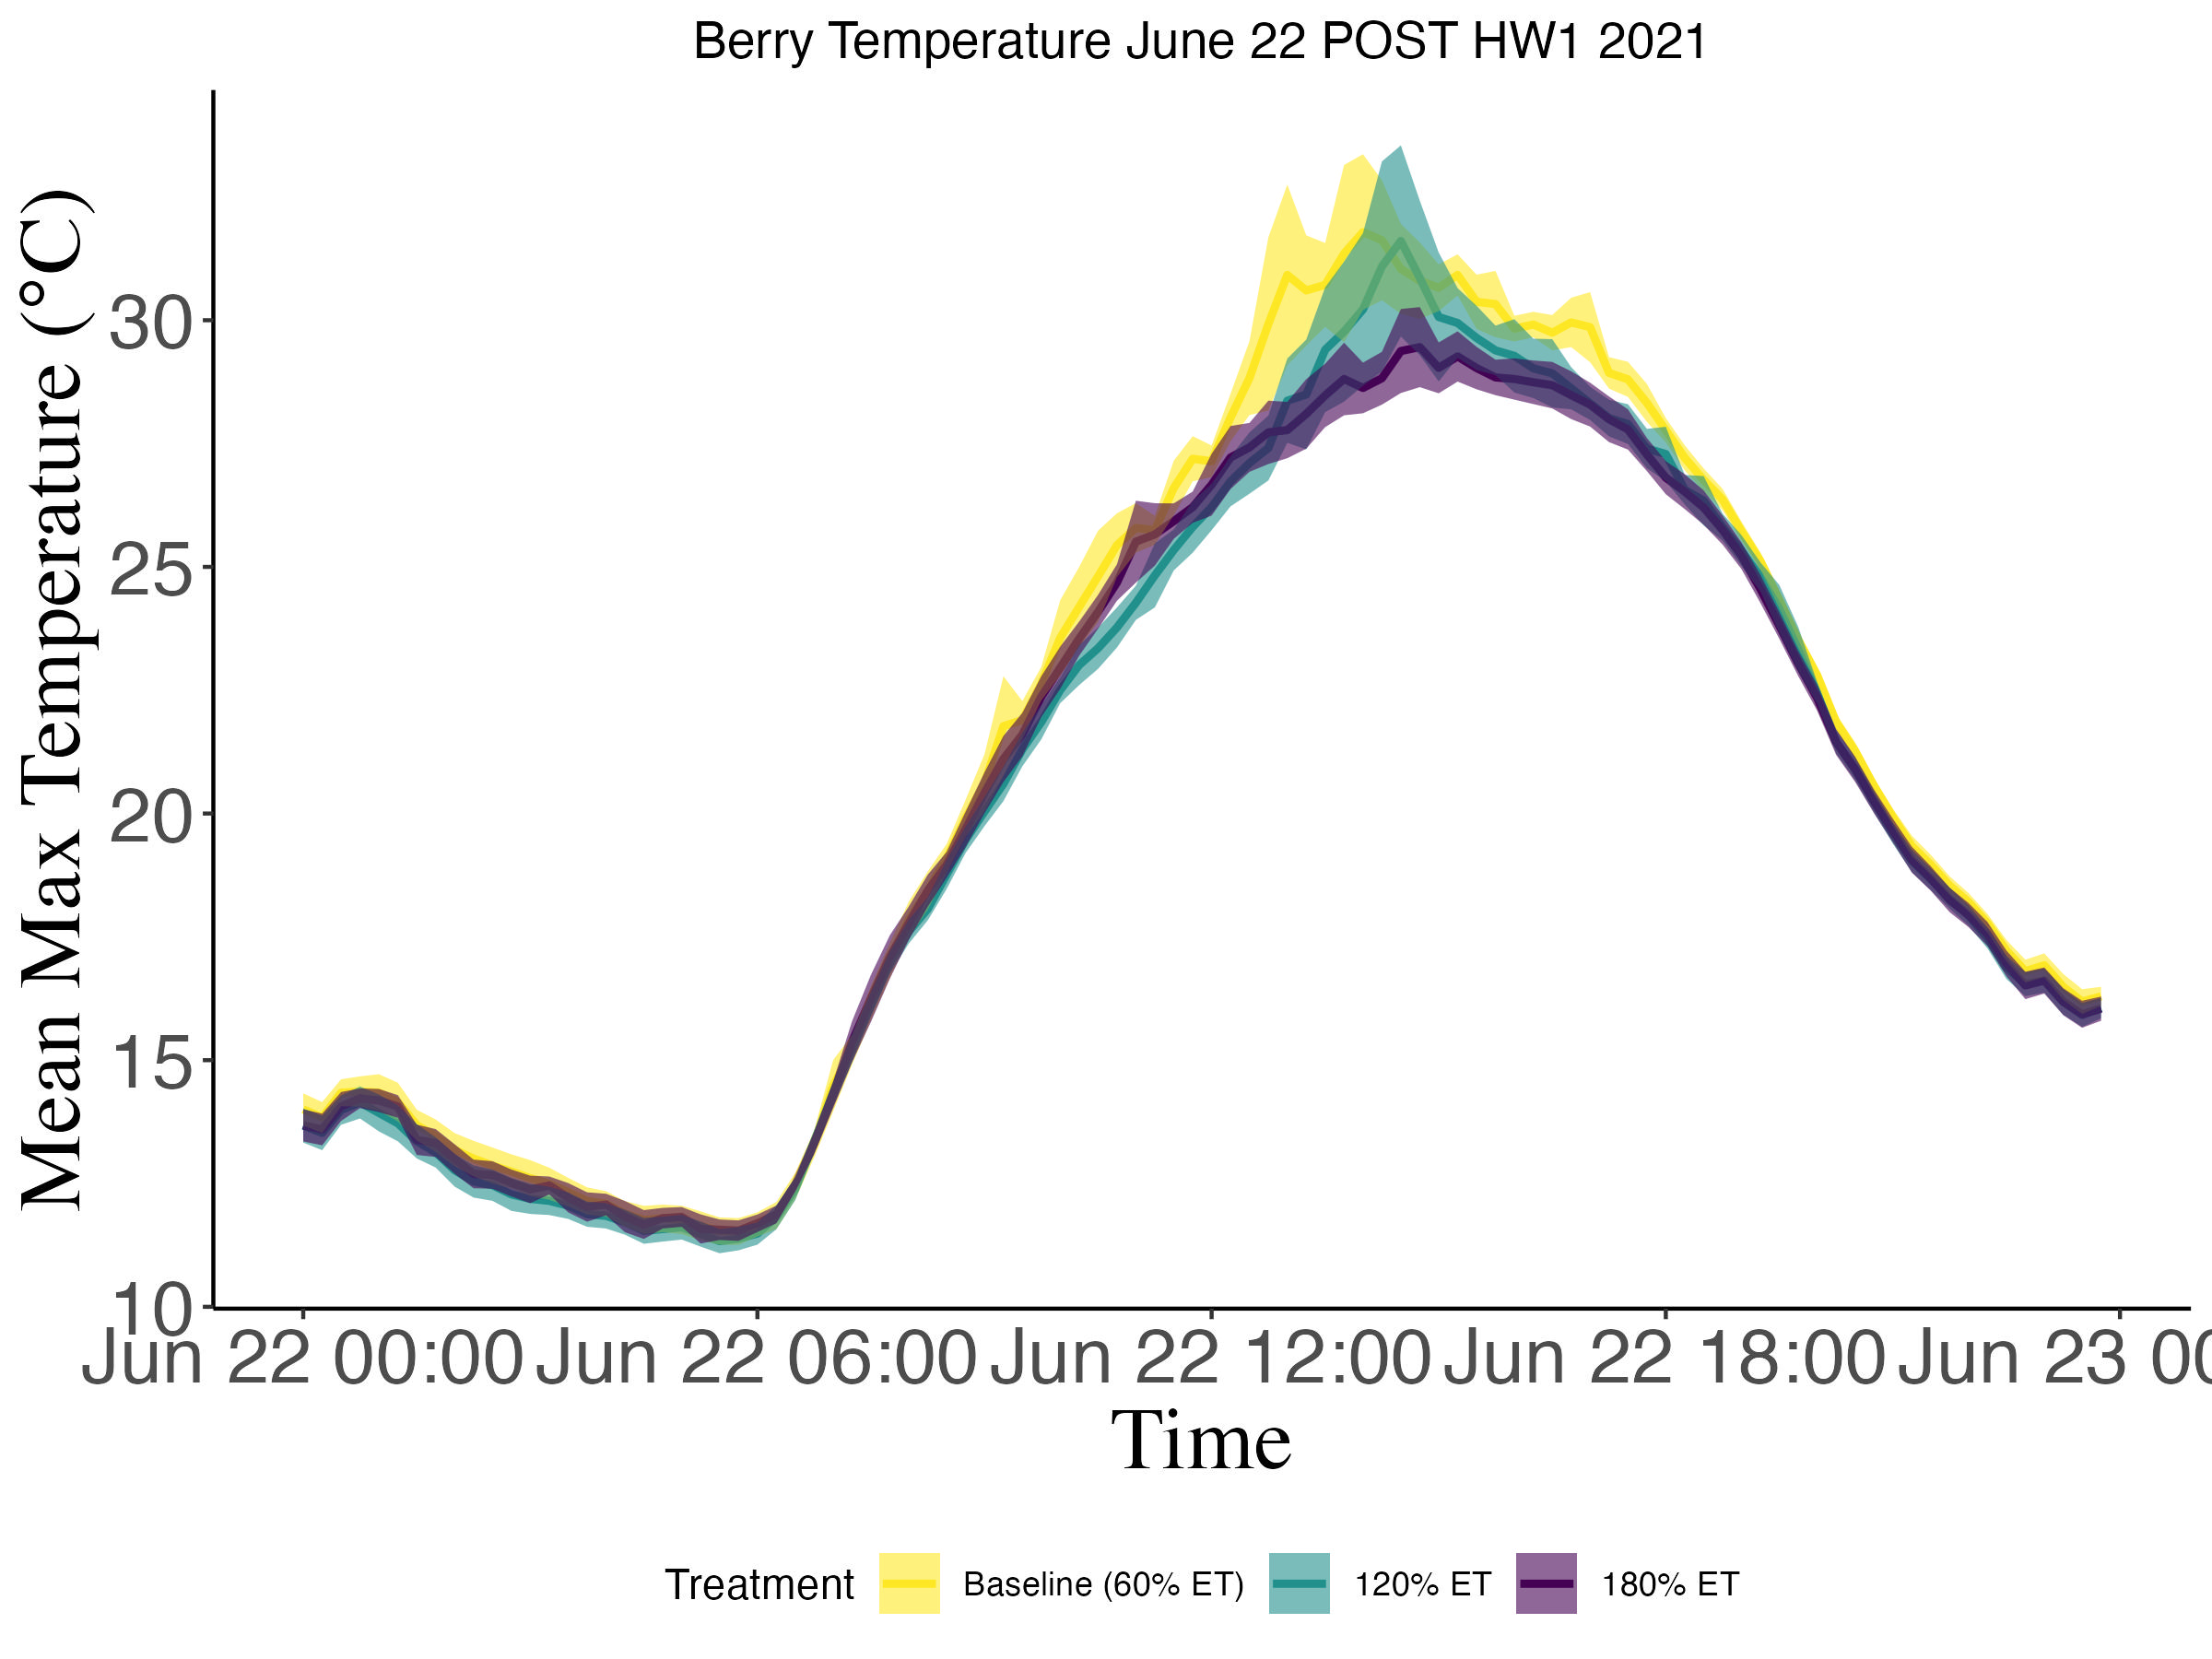 Berry Temperature June 22 POST HW1 2021
Mean Max Temperature (°C)
30
25
20
15
10
Jun 22 00:00 Jun 22 06:00 Jun 22 12:00 Jun 22 18:00 Jun 23 00
Time
Treatment Baseline (60% ET) 120% ET 180% ET